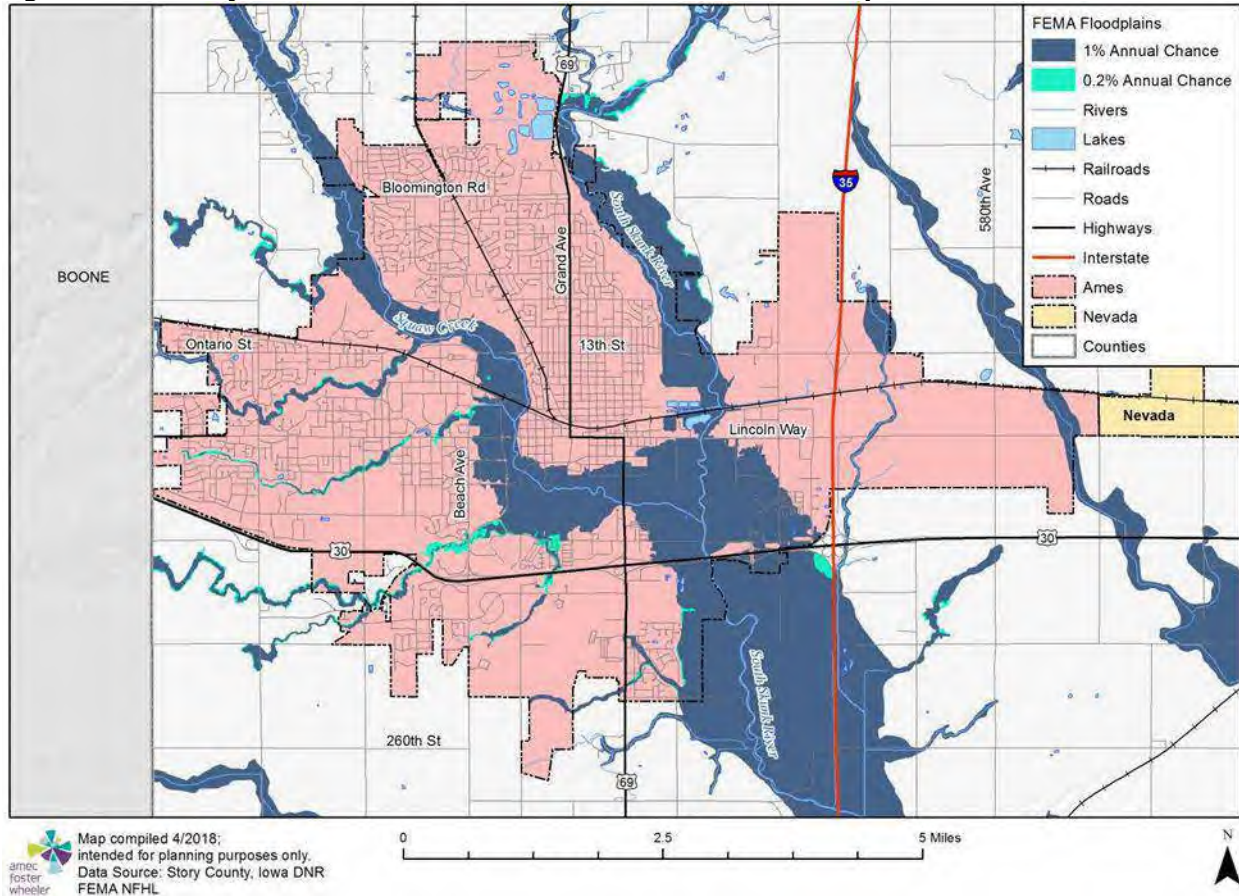 FEMA Floodplains
1% Annual Chance
0.2% Annual Chance
Rivers
Lakes
Railroads
Roads
Highways
Interstate
Ames
Nevada
Counties
69
35
580th Ave
Bloomington Rd
Grand Ave
South Skunk River
BOONE
Squaw Creek
Ontario St
13th St
Lincoln Way
Nevada
Beach Ave
30
30
South Skunk River
260th St
69
Map compiled 4/2018;
intended for planning purposes only.
Data Source: Story County, Iowa DNR
FEMA NFHL
amec
foster
wheeler
0
2.5
5 Miles
N